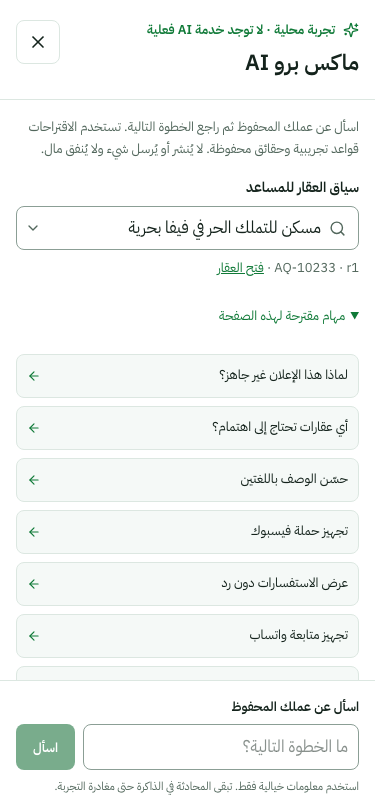 تجربة محلية · لا توجد خدمة AI فعلية
ماكس برو AI
اسأل عن عملك المحفوظ ثم راجع الخطوة التالية. تستخدم الاقتراحات
قواعد تجريبية وحقائق محفوظة. لا يُنشر أو يُرسل شيء ولا يُنفق مال.
سياق العقار للمساعد
مسكن للتملك الحر في فيفا بحرية
AQ-10233 · r1 · فتح العقار
▼ مهام مقترحة لهذه الصفحة
لماذا هذا الإعلان غير جاهز؟
أي عقارات تحتاج إلى اهتمام؟
حسّن الوصف باللغتين
تجهيز حملة فيسبوك
عرض الاستفسارات دون رد
تجهيز متابعة واتساب
اسأل عن عملك المحفوظ
ما الخطوة التالية؟
اسأل
استخدم معلومات خيالية فقط. تبقى المحادثة في الذاكرة حتى مغادرة التجربة.